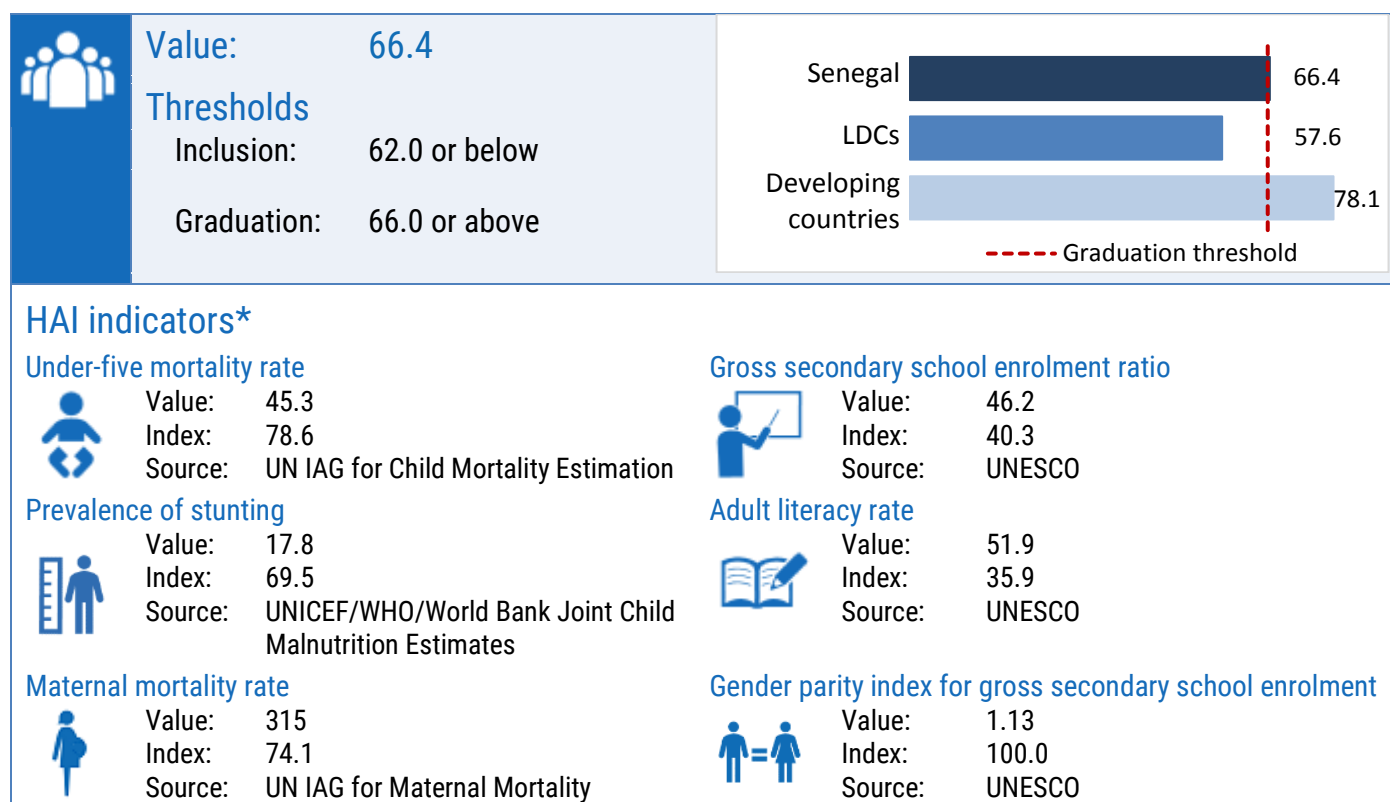 Value: 66.4
Thresholds
Inclusion: 62.0 or below
Graduation: 66.0 or above
Senegal 66.4
LDCs 57.6
Developing countries 78.1
Graduation threshold
HAI indicators*
Under-five mortality rate
Value: 45.3
Index: 78.6
Source: UN IAG for Child Mortality Estimation
Prevalence of stunting
Value: 17.8
Index: 69.5
Source: UNICEF/WHO/World Bank Joint Child
Malnutrition Estimates
Maternal mortality rate
Value: 315
Index: 74.1
Source: UN IAG for Maternal Mortality
Gross secondary school enrolment ratio
Value: 46.2
Index: 40.3
Source: UNESCO
Adult literacy rate
Value: 51.9
Index: 35.9
Source: UNESCO
Gender parity index for gross secondary school enrolment
Value: 1.13
Index: 100.0
Source: UNESCO